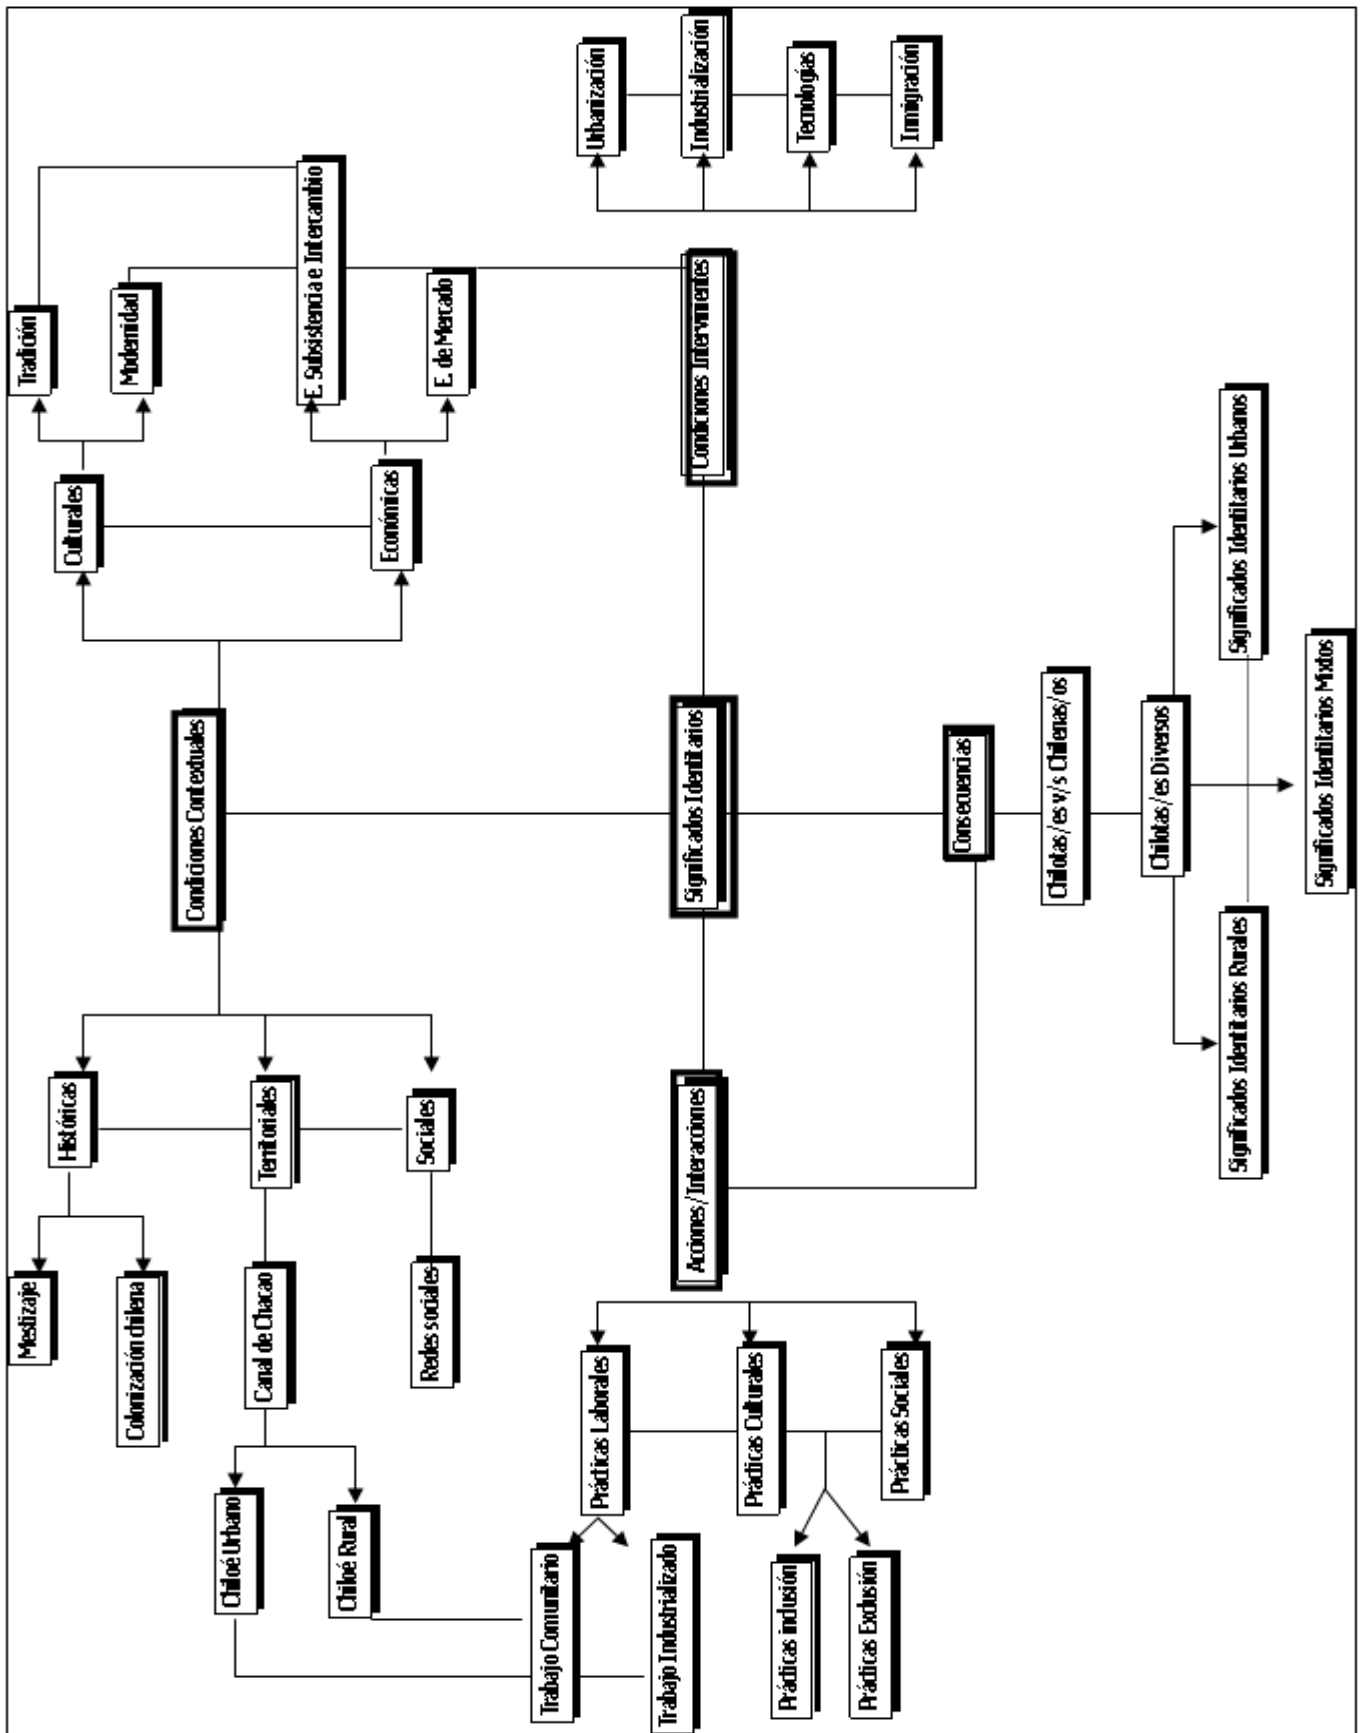 Mestizaje
Tradición
Históricas
Culturales
Colonización chilena
Modernidad
Condiciones Contextuales
Chiloé Urbano
Canal de Chacao
Territoriales
E. Subsistencia e Intercambio
Chiloé Rural
Económicas
Redes sociales
Sociales
E. de Mercado
Trabajo Comunitario
Prácticas Laborales
Urbanización
Trabajo Industrializado
Acciones/Interacciones
Significados Identitarios
Condiciones Intervinientes
Industrialización
Prácticas Culturales
Prácticas inclusión
Tecnologías
Prácticas Exclusión
Prácticas Sociales
Inmigración
Consecuencias
Chilotas/es v/s Chilenas/os
Chilotas/es Diversos
Significados Identitarios Rurales
Significados Identitarios Urbanos
Significados Identitarios Mixtos